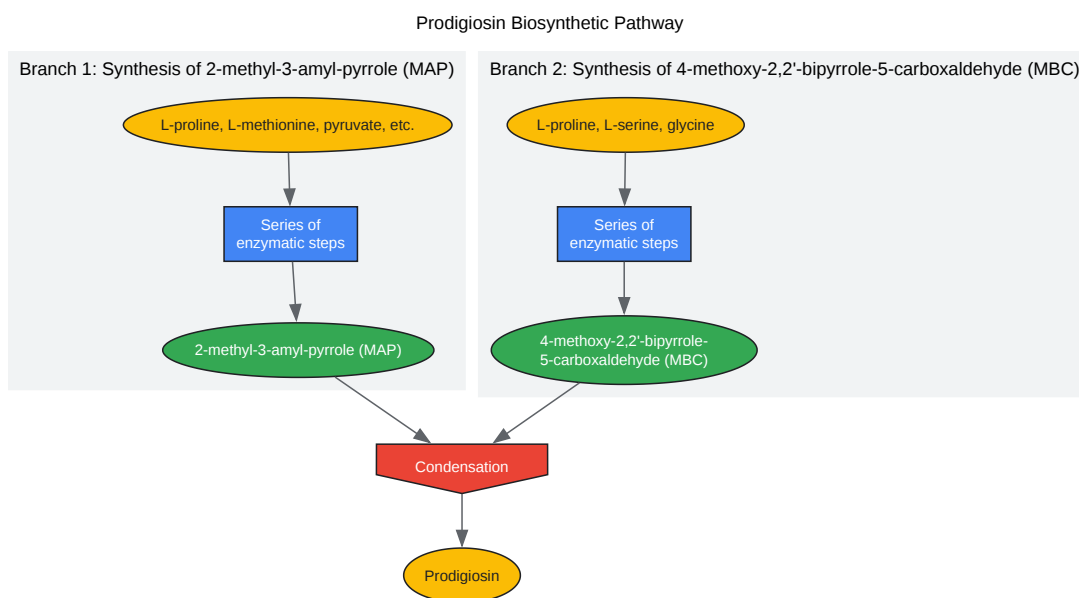 Prodigiosin Biosynthetic Pathway
Branch 1: Synthesis of 2-methyl-3-amyl-pyrrole (MAP)
L-proline, L-methionine, pyruvate, etc.
Series of
enzymatic steps
2-methyl-3-amyl-pyrrole (MAP)
Branch 2: Synthesis of 4-methoxy-2,2'-bipyrrole-5-carboxaldehyde (MBC)
L-proline, L-serine, glycine
Series of
enzymatic steps
4-methoxy-2,2'-bipyrrole-
5-carboxaldehyde (MBC)
Condensation
Prodigiosin